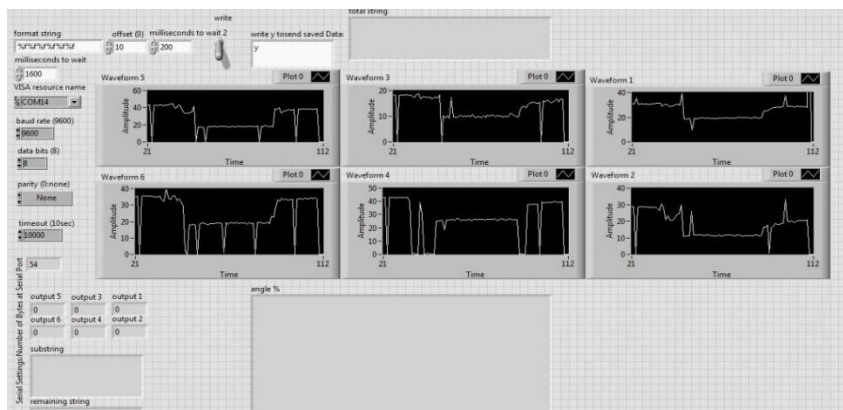 total string
write
format string
offset (0)
milliseconds to wait 2
write y tosend saved Data:
%f%f%f%f%f%f
10
200
y
milliseconds to wait
1600
VISA resource name
COM14
baud rate (9600)
9600
data bits (8)
8
parity (0:none)
None
timeout (10sec)
10000
54
Serial Settings:Number of Bytes at Serial Port
Waveform 5
Plot 0
Amplitude
60
40
20
0
21
112
Time
Waveform 3
Plot 0
Amplitude
20
10
0
21
112
Time
Waveform 1
Plot 0
Amplitude
40
20
0
21
112
Time
Waveform 6
Plot 0
Amplitude
40
30
20
10
0
21
112
Time
Waveform 4
Plot 0
Amplitude
50
40
30
20
10
0
21
112
Time
Waveform 2
Plot 0
Amplitude
40
20
0
21
112
Time
output 5
output 3
output 1
0
0
0
output 6
output 4
output 2
0
0
0
substring
remaining string
angle %